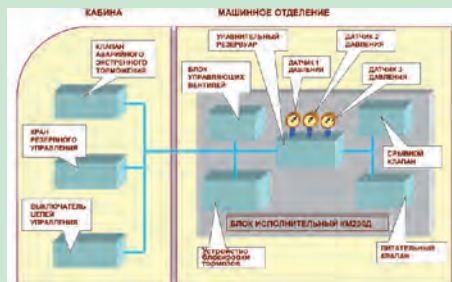 КАБИНА
МАШИННОЕ ОТДЕЛЕНИЕ
КЛАПАН
АВАРИЙНОГО
ЭКСТРЕННОГО
ТОРМОЖЕНИЯ
КРАН
РЕЗЕРВНОГО
УПРАВЛЕНИЯ
ВЫКЛЮЧАТЕЛЬ
ЦЕПЕЙ
УПРАВЛЕНИЯ
УРАВНИТЕЛЬНЫЙ
РЕЗЕРВУАР
БЛОК
УПРАВЛЯЮЩИХ
ВЕНТИЛЕЙ
ДАТЧИК 1
ДАВЛЕНИЯ
ДАТЧИК 2
ДАВЛЕНИЯ
ДАТЧИК 3
ДАВЛЕНИЯ
СРЫВНОЙ
КЛАПАН
БЛОК ИСПОЛНИТЕЛЬНЫЙ
Устройство
блокировки
тормозов
ПИТАТЕЛЬНЫЙ
КЛАПАН